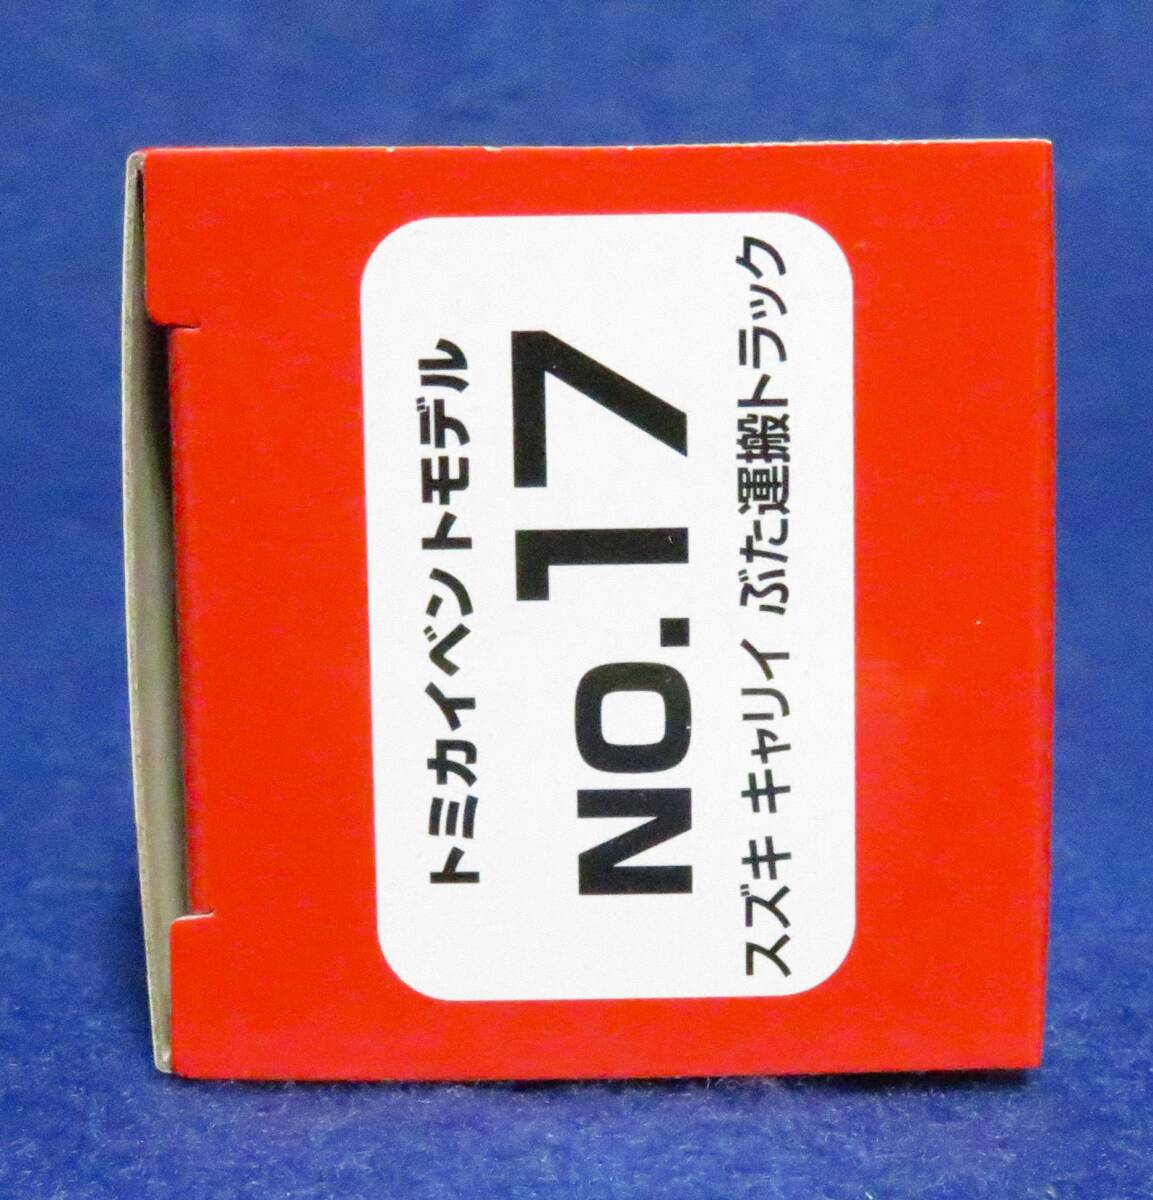 トミカイベントモデル
NO.17
スズキ キャリイ ぶた運搬トラック